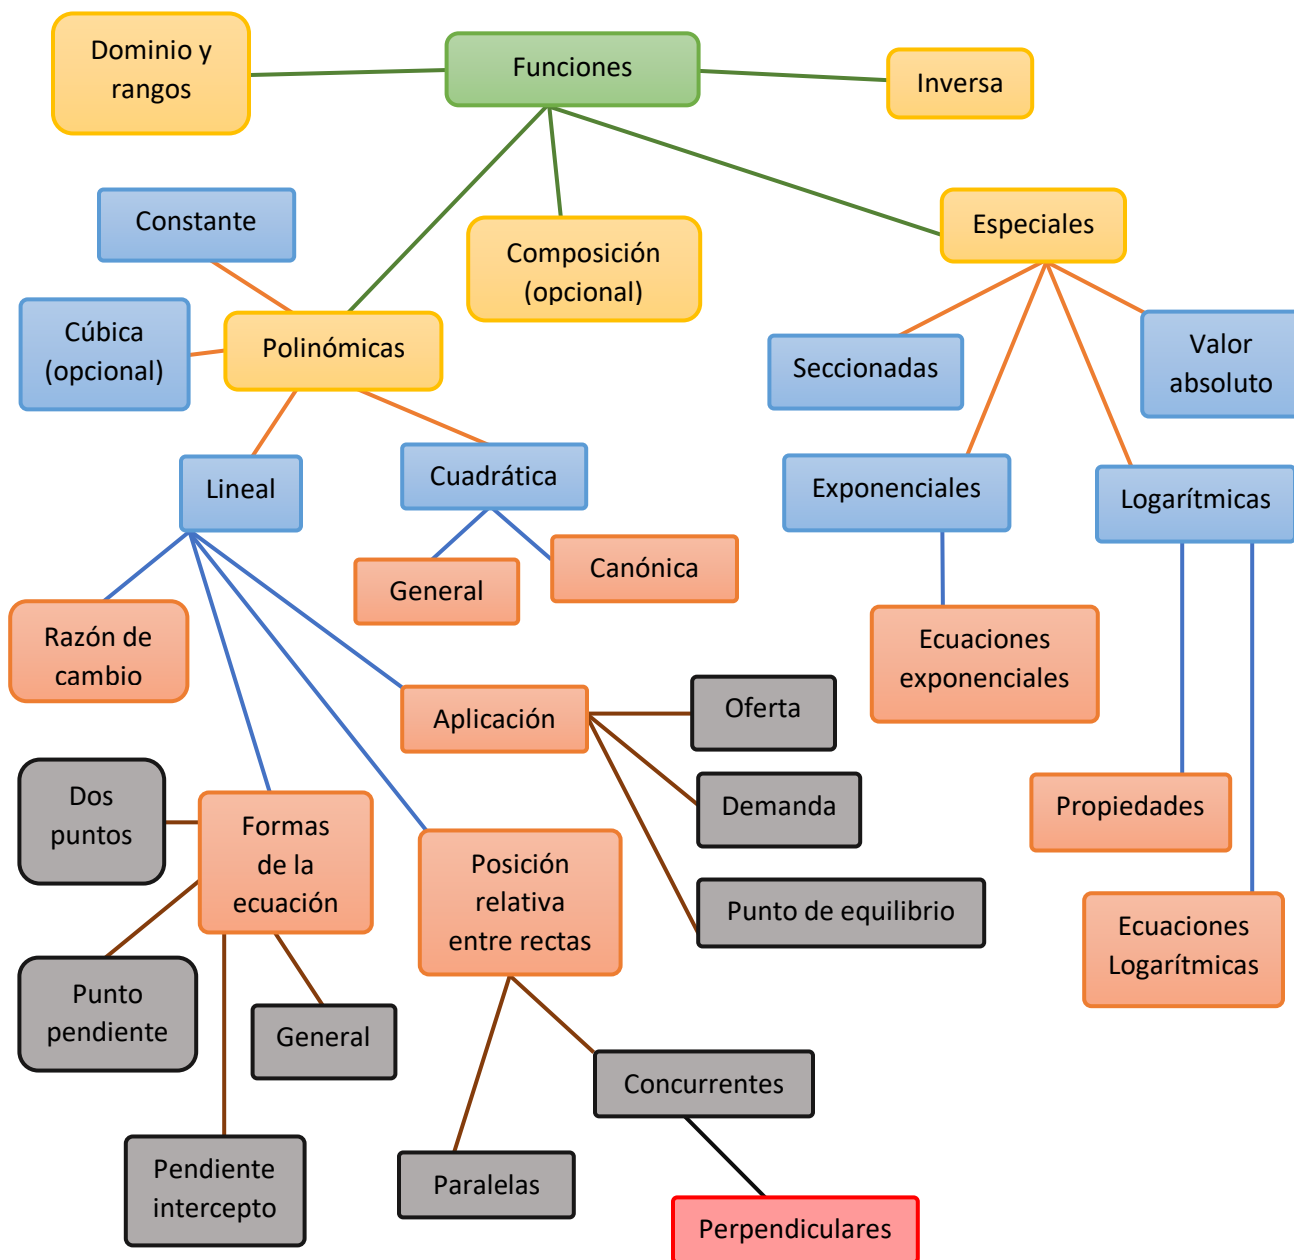 Dominio y
rangos
Funciones
Inversa
Constante
Composición
(opcional)
Especiales
Cúbica
(opcional)
Polinómicas
Seccionadas
Valor
absoluto
Lineal
Cuadrática
Exponenciales
Logarítmicas
General
Canónica
Razón de
cambio
Ecuaciones
exponenciales
Aplicación
Oferta
Dos
puntos
Formas
de la
ecuación
Demanda
Propiedades
Posición
relativa
entre rectas
Punto de equilibrio
Ecuaciones
Logarítmicas
Punto
pendiente
General
Concurrentes
Pendiente
intercepto
Paralelas
Perpendiculares